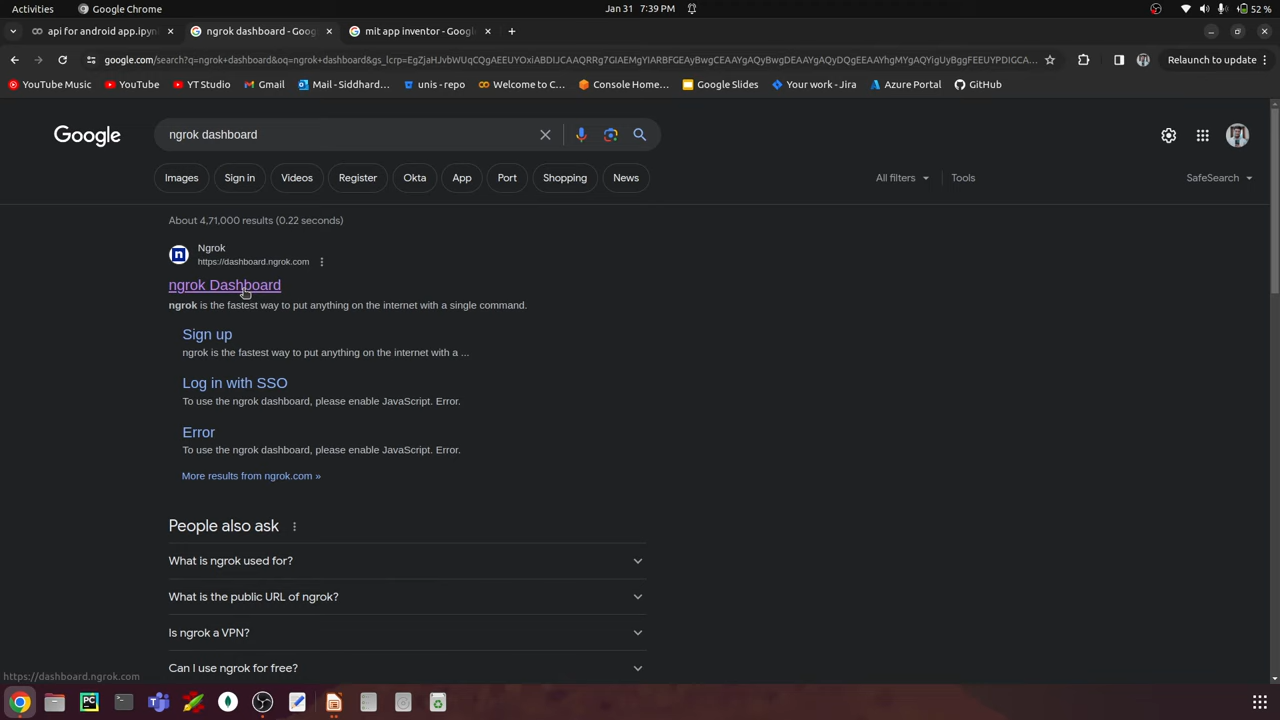 Activities
Google Chrome
Jan 31 7:39 PM
52 %
api for android app.ipynb
ngrok dashboard - Goog
mit app inventor - Google
google.com/search?q=ngrok+dashboard&oq=ngrok+dashboard&gs_lcrp=
Relaunch to update
YouTube Music
YouTube
YT Studio
Gmail
Mail - Siddhard...
unis - repo
Welcome to C...
Console Home...
Google Slides
Your work - Jira
Azure Portal
GitHub
Google
ngrok dashboard
Images
Sign in
Videos
Register
Okta
App
Port
Shopping
News
All filters
Tools
SafeSearch
About 4,71,000 results (0.22 seconds)
n
Ngrok
https://dashboard.ngrok.com
ngrok Dashboard
ngrok is the fastest way to put anything on the internet with a single command.
Sign up
ngrok is the fastest way to put anything on the internet with a ...
Log in with SSO
To use the ngrok dashboard, please enable JavaScript. Error.
Error
To use the ngrok dashboard, please enable JavaScript. Error.
More results from ngrok.com »
People also ask
What is ngrok used for?
What is the public URL of ngrok?
Is ngrok a VPN?
Can I use ngrok for free?
https://dashboard.ngrok.com
PC